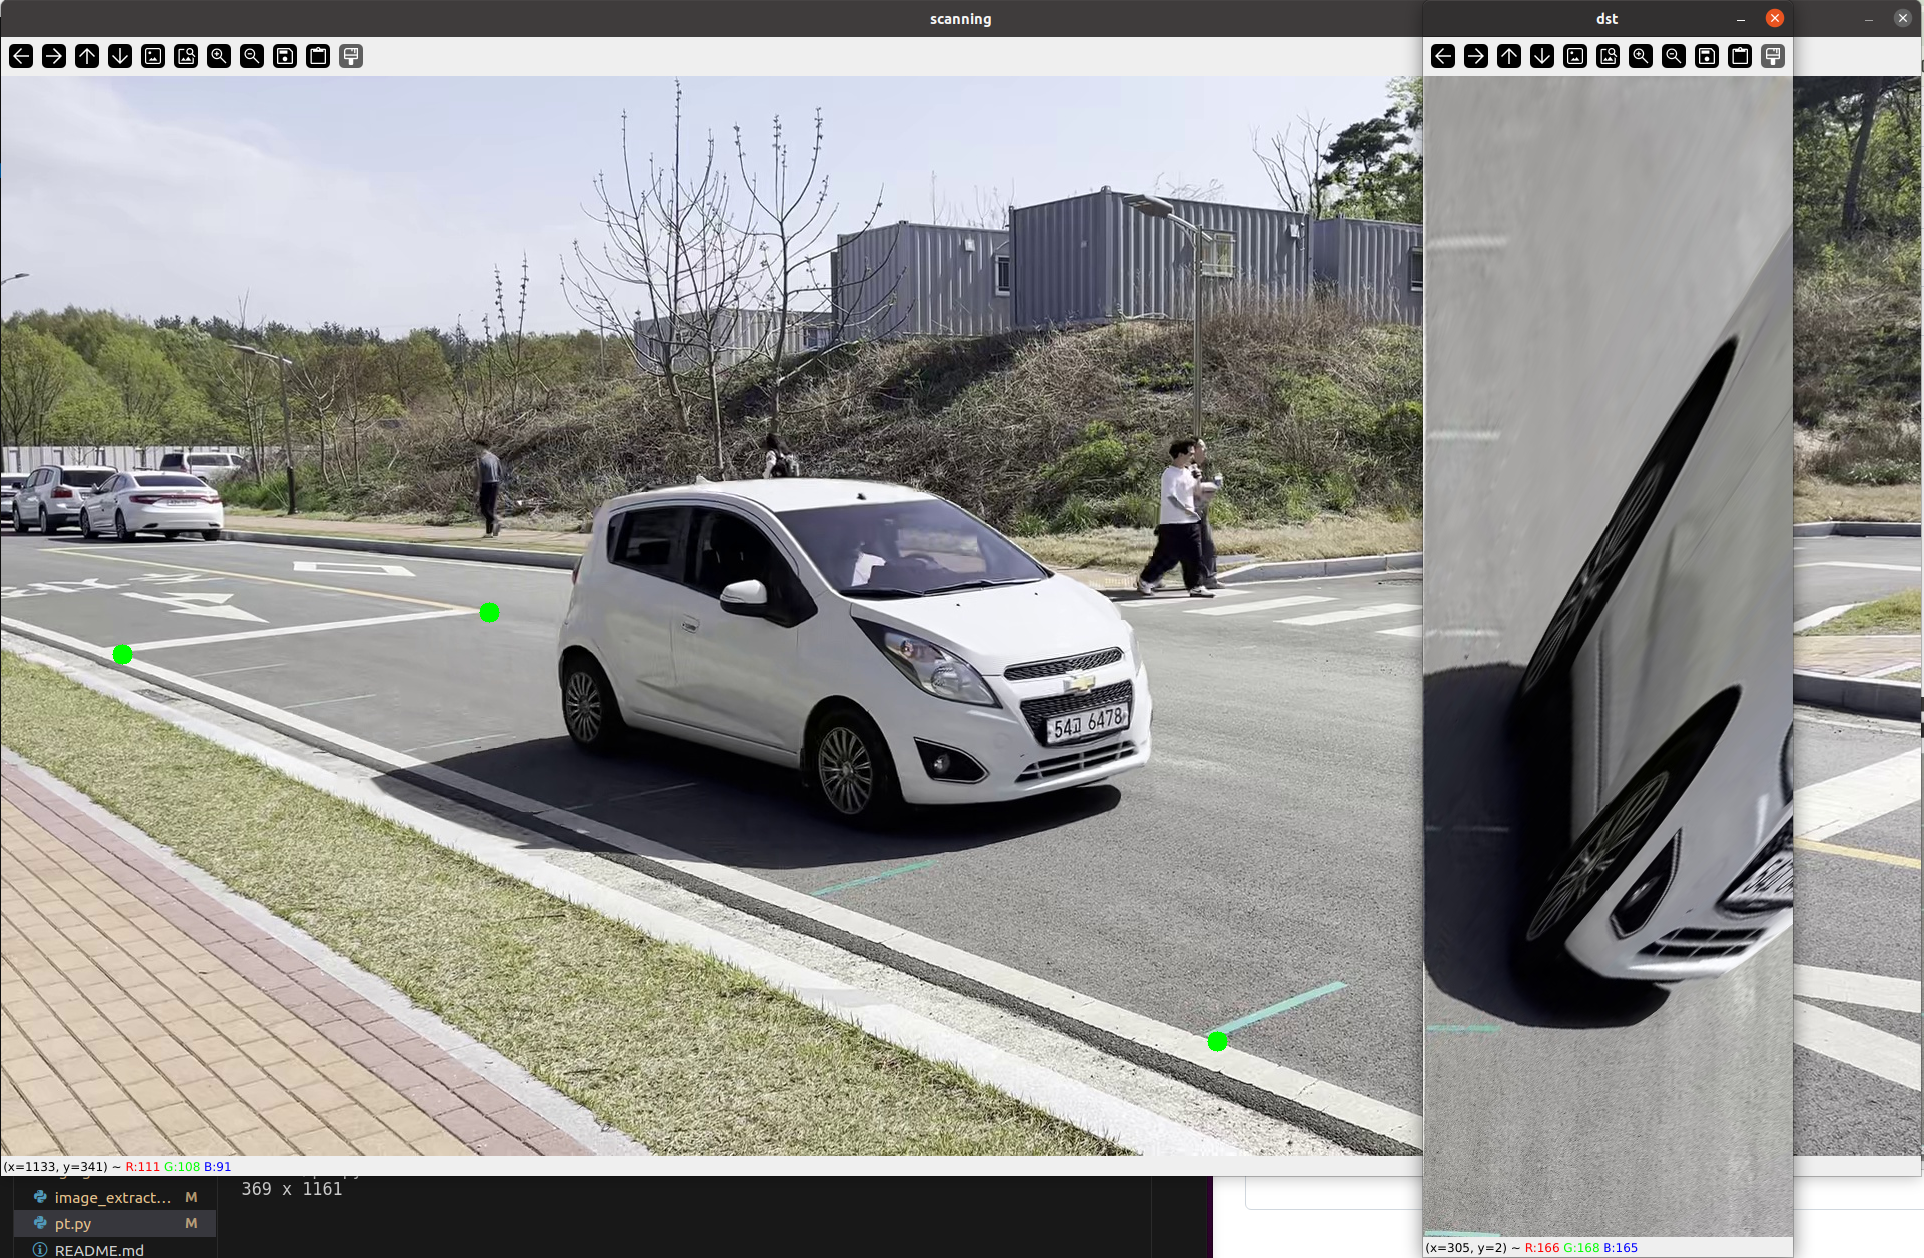 scanning
dst
54고 6478
(x=1133, y=341) ~ R:111 G:108 B:91
369 x 1161
image_extract... M
pt.py M
README.md
(x=305, y=2) ~ R:166 G:168 B:165